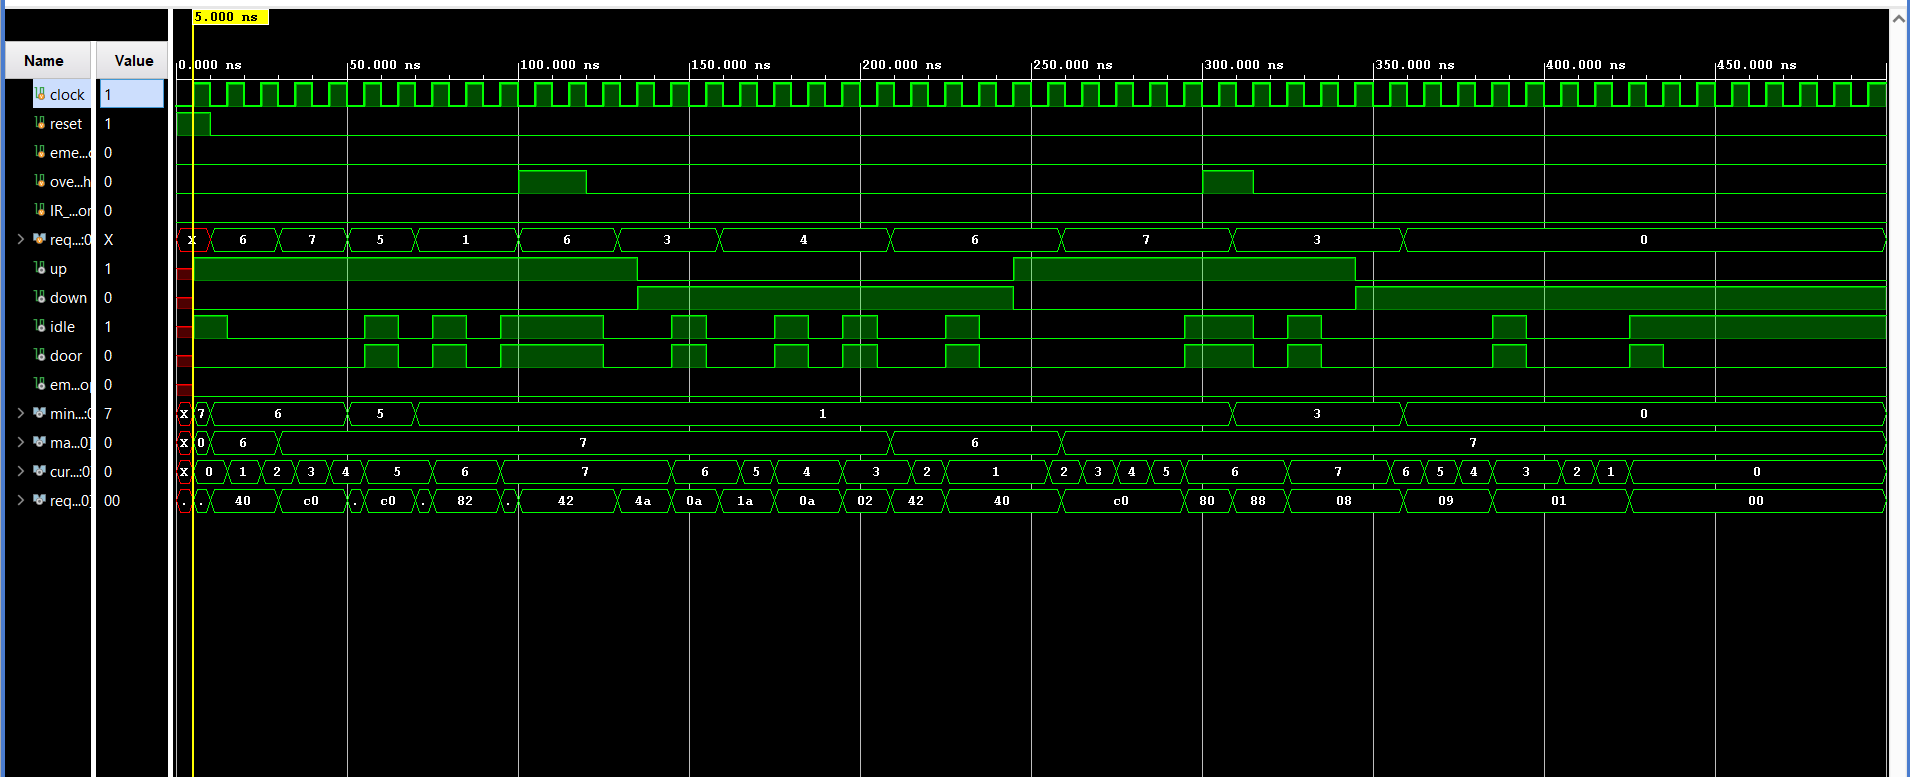 5.000 ns
Name Value
0.000 ns 50.000 ns 100.000 ns 150.000 ns 200.000 ns 250.000 ns 300.000 ns 350.000 ns 400.000 ns 450.000 ns
clock 1
reset 1
eme...c 0
ove...h 0
IR_...or 0
req...:0 X X 6 7 5 1 6 3 4 6 7 3 0
up 1
down 0
idle 1
door 0
em...op 0
min...:0 7 X 7 6 5 1 3 0
ma...0] 0 X 0 6 7 6 7
cur...:0 0 X 0 1 2 3 4 5 6 7 6 5 4 3 2 1 2 3 4 5 6 7 6 5 4 3 2 1 0
req...0] 00 . . 40 c0 . c0 . 82 . 42 4a 0a 1a 0a 02 42 40 c0 80 88 08 09 01 00